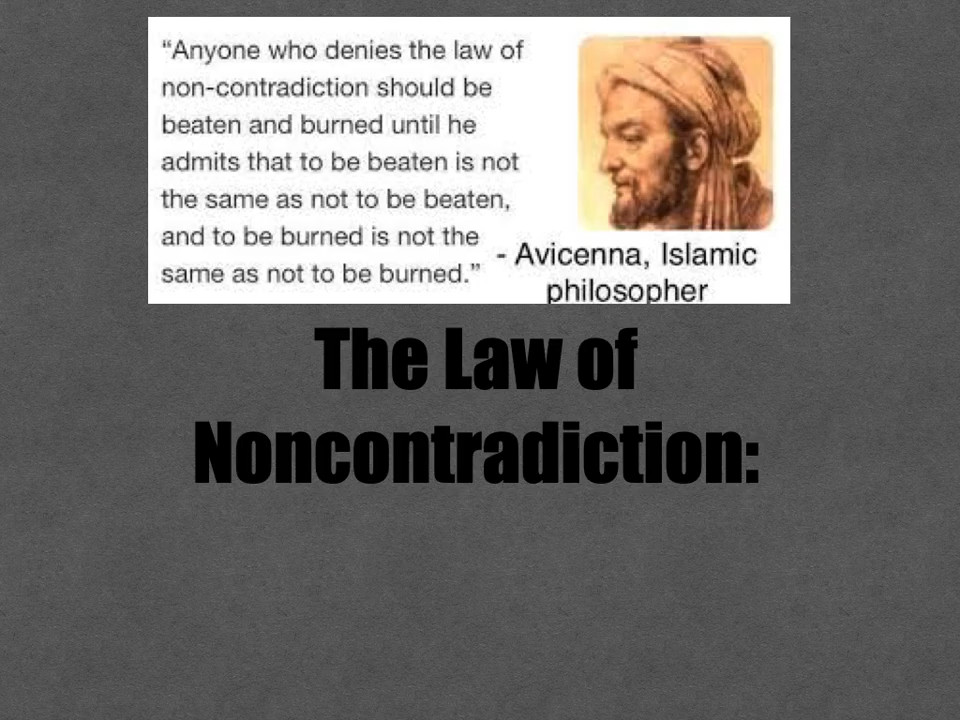 “Anyone who denies the law of
non-contradiction should be
beaten and burned until he
admits that to be beaten is not
the same as not to be beaten,
and to be burned is not the
same as not to be burned.”
- Avicenna, Islamic
philosopher
The Law of
Noncontradiction: